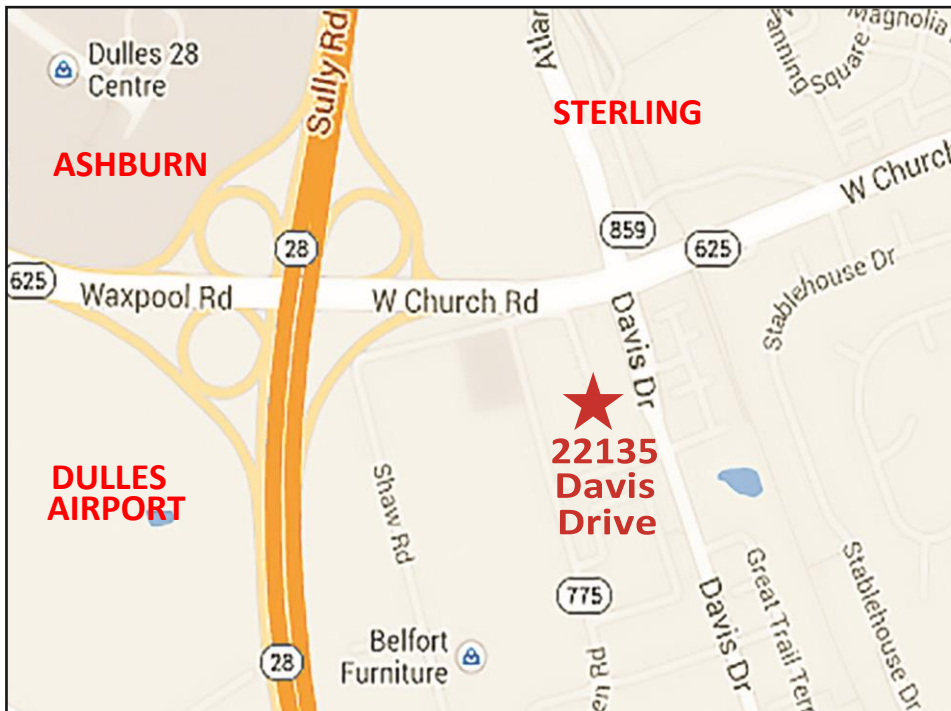 Dulles 28
Centre
Sully Rd
Atlan
Magnolia
Square
STERLING
ASHBURN
W Church
859
625
28
625
Waxpool Rd
W Church Rd
Stablehouse Dr
Davis Dr
22135
Davis
Drive
DULLES
AIRPORT
Shaw Rd
775
Great Trail Terr
Stablehouse Dr
Davis Dr
Belfort
Furniture
28
Rd